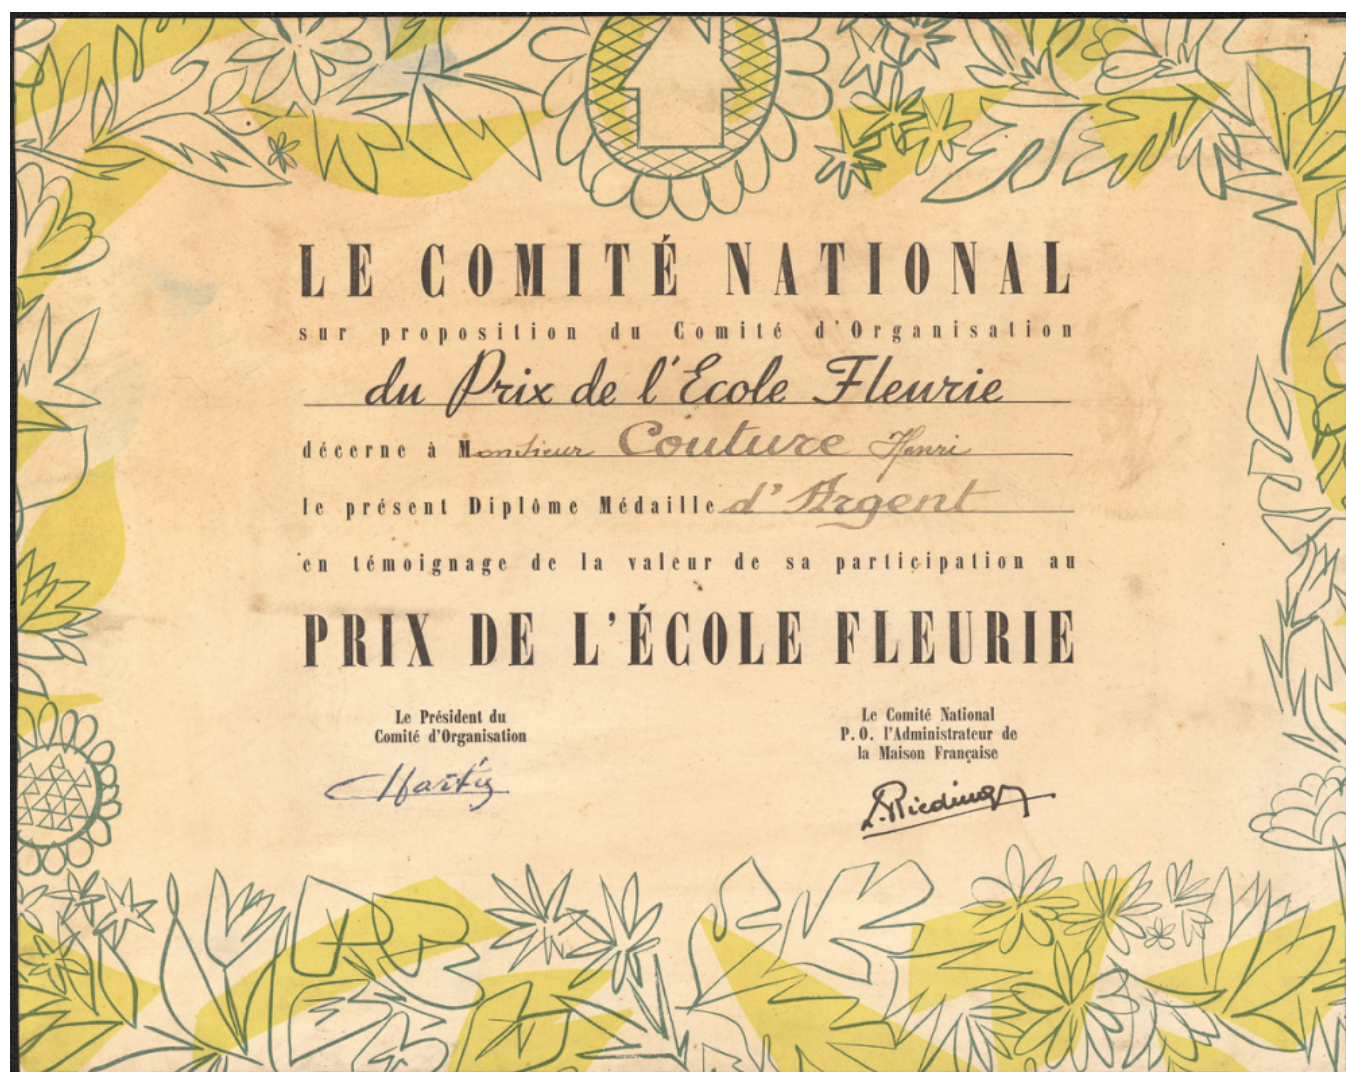 LE COMITÉ NATIONAL
sur proposition du Comité d'Organisation
du Prix de l'Ecole Fleurie
décerne à Monsieur Couture Henri
le présent Diplôme Médaille d'Argent
en témoignage de la valeur de sa participation au
PRIX DE L'ÉCOLE FLEURIE
Le Président du
Comité d'Organisation
Le Comité National
P.O. l'Administrateur de
la Maison Française